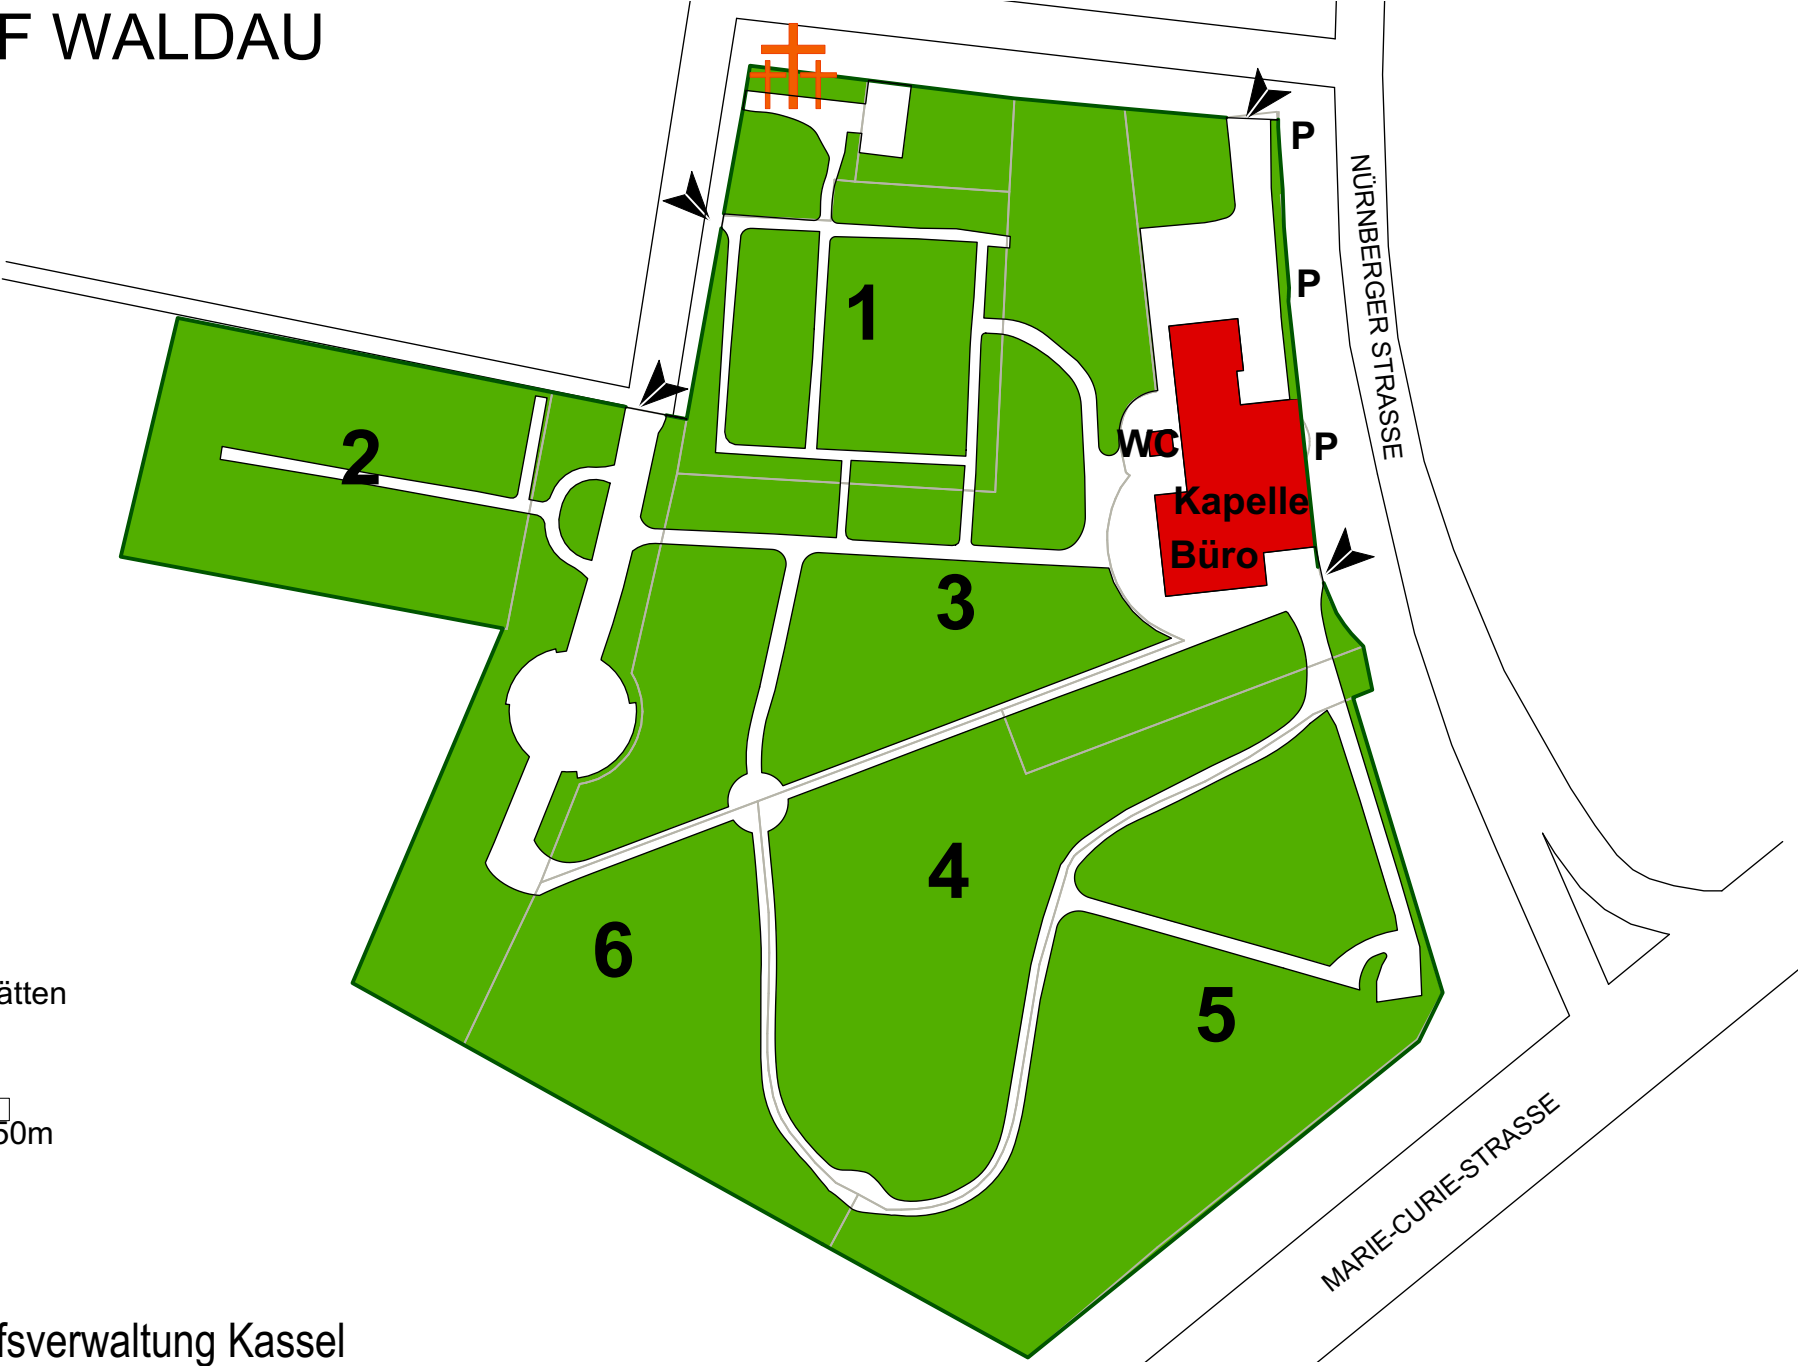 F WALDAU
P
NÜRNBERGER STRASSE
P
1
2
WC
P
Kapelle
Büro
3
4
6
5
ätten
50m
MARIE-CURIE-STRASSE
fsverwaltung Kassel